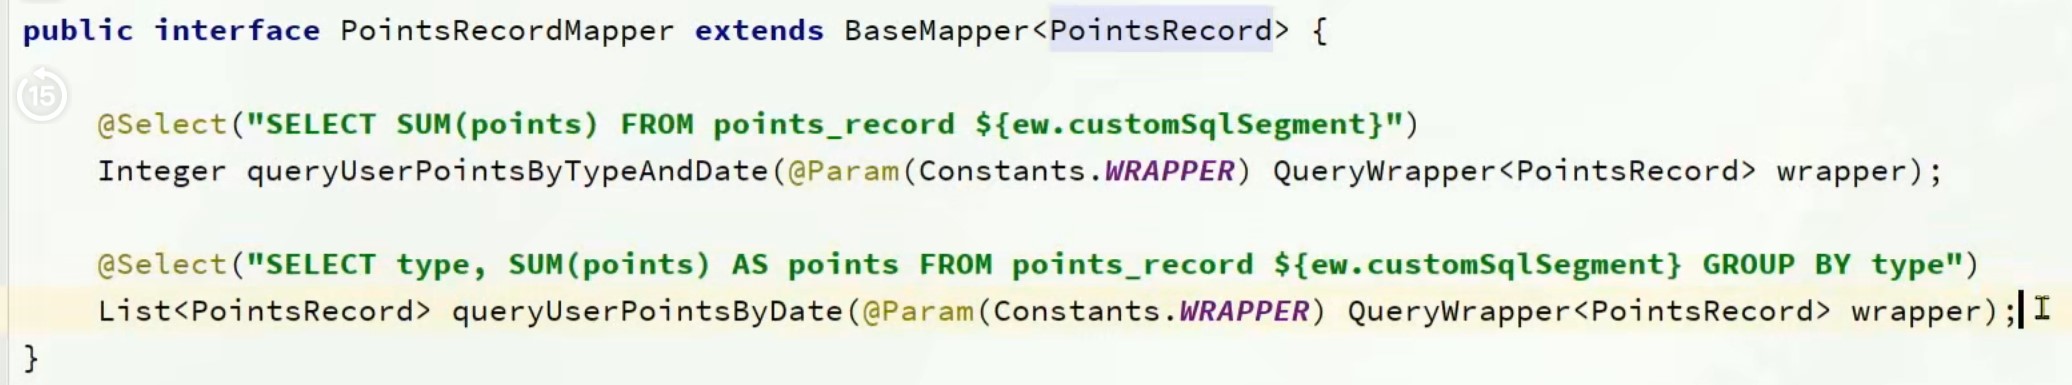 public interface PointsRecordMapper extends BaseMapper<PointsRecord> {
15
@Select("SELECT SUM(points) FROM points_record ${ew.customSqlSegment}")
Integer queryUserPointsByTypeAndDate(@Param(Constants.WRAPPER) QueryWrapper<PointsRecord> wrapper);
@Select("SELECT type, SUM(points) AS points FROM points_record ${ew.customSqlSegment} GROUP BY type")
List<PointsRecord> queryUserPointsByDate(@Param(Constants.WRAPPER) QueryWrapper<PointsRecord> wrapper);
}